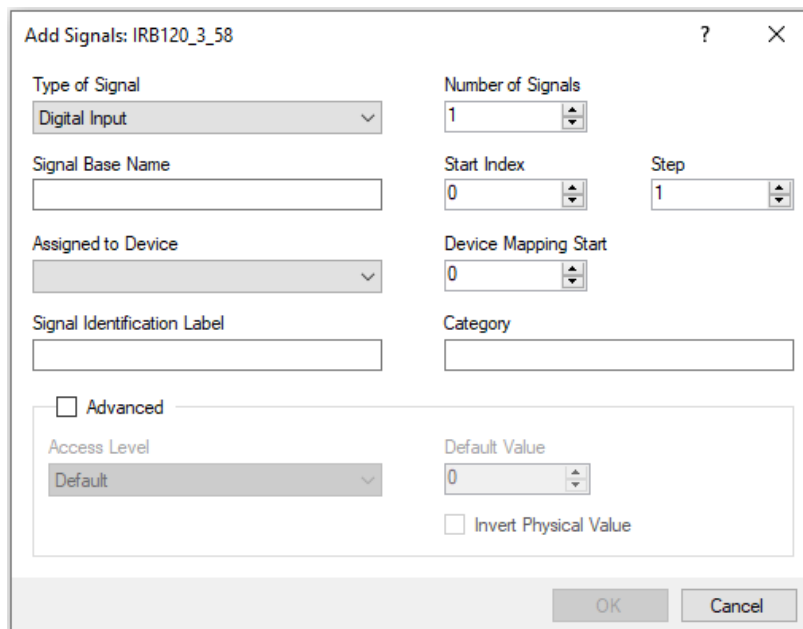 Add Signals: IRB120_3_58 ?
Type of Signal Number of Signals
Digital Input 1
Signal Base Name Start Index Step
0 1
Assigned to Device Device Mapping Start
0
Signal Identification Label Category
Advanced
Access Level Default Value
Default 0
Invert Physical Value
OK Cancel